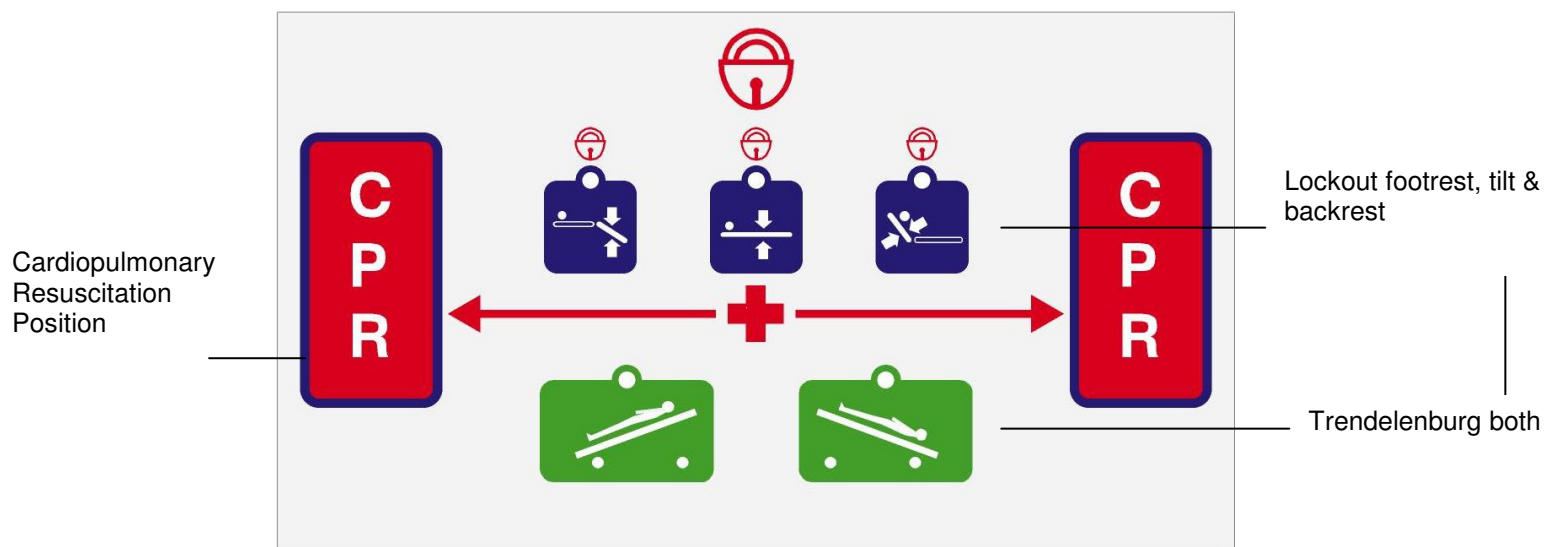 Cardiopulmonary
Resuscitation
Position
C
P
R
C
P
R
Lockout footrest, tilt &
backrest
Trendelenburg both